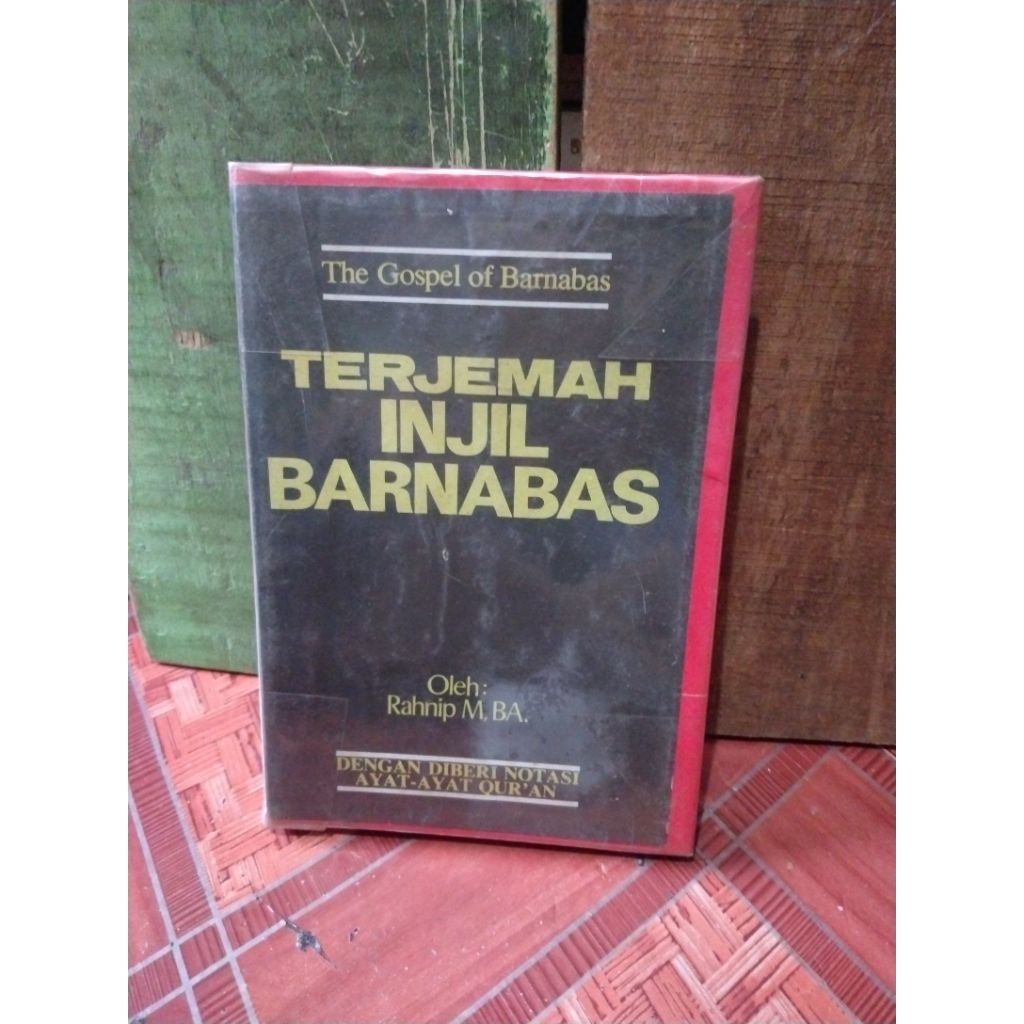 The Gospel of Barnabas
TERJEMAH
INJIL
BARNABAS
Oleh:
Rahnip M, BA.
DENGAN DIBERI NOTASI
AYAT-AYAT QUR'AN